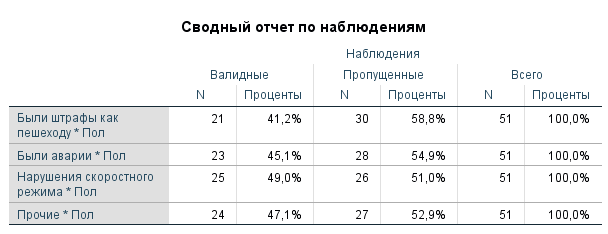 Сводный отчет по наблюдениям
Наблюдения
Валидные Пропущенные Всего
N Проценты N Проценты N Проценты
Были штрафы как пешеходу * Пол 21 41,2% 30 58,8% 51 100,0%
Были аварии * Пол 23 45,1% 28 54,9% 51 100,0%
Нарушения скоростного режима * Пол 25 49,0% 26 51,0% 51 100,0%
Прочие * Пол 24 47,1% 27 52,9% 51 100,0%